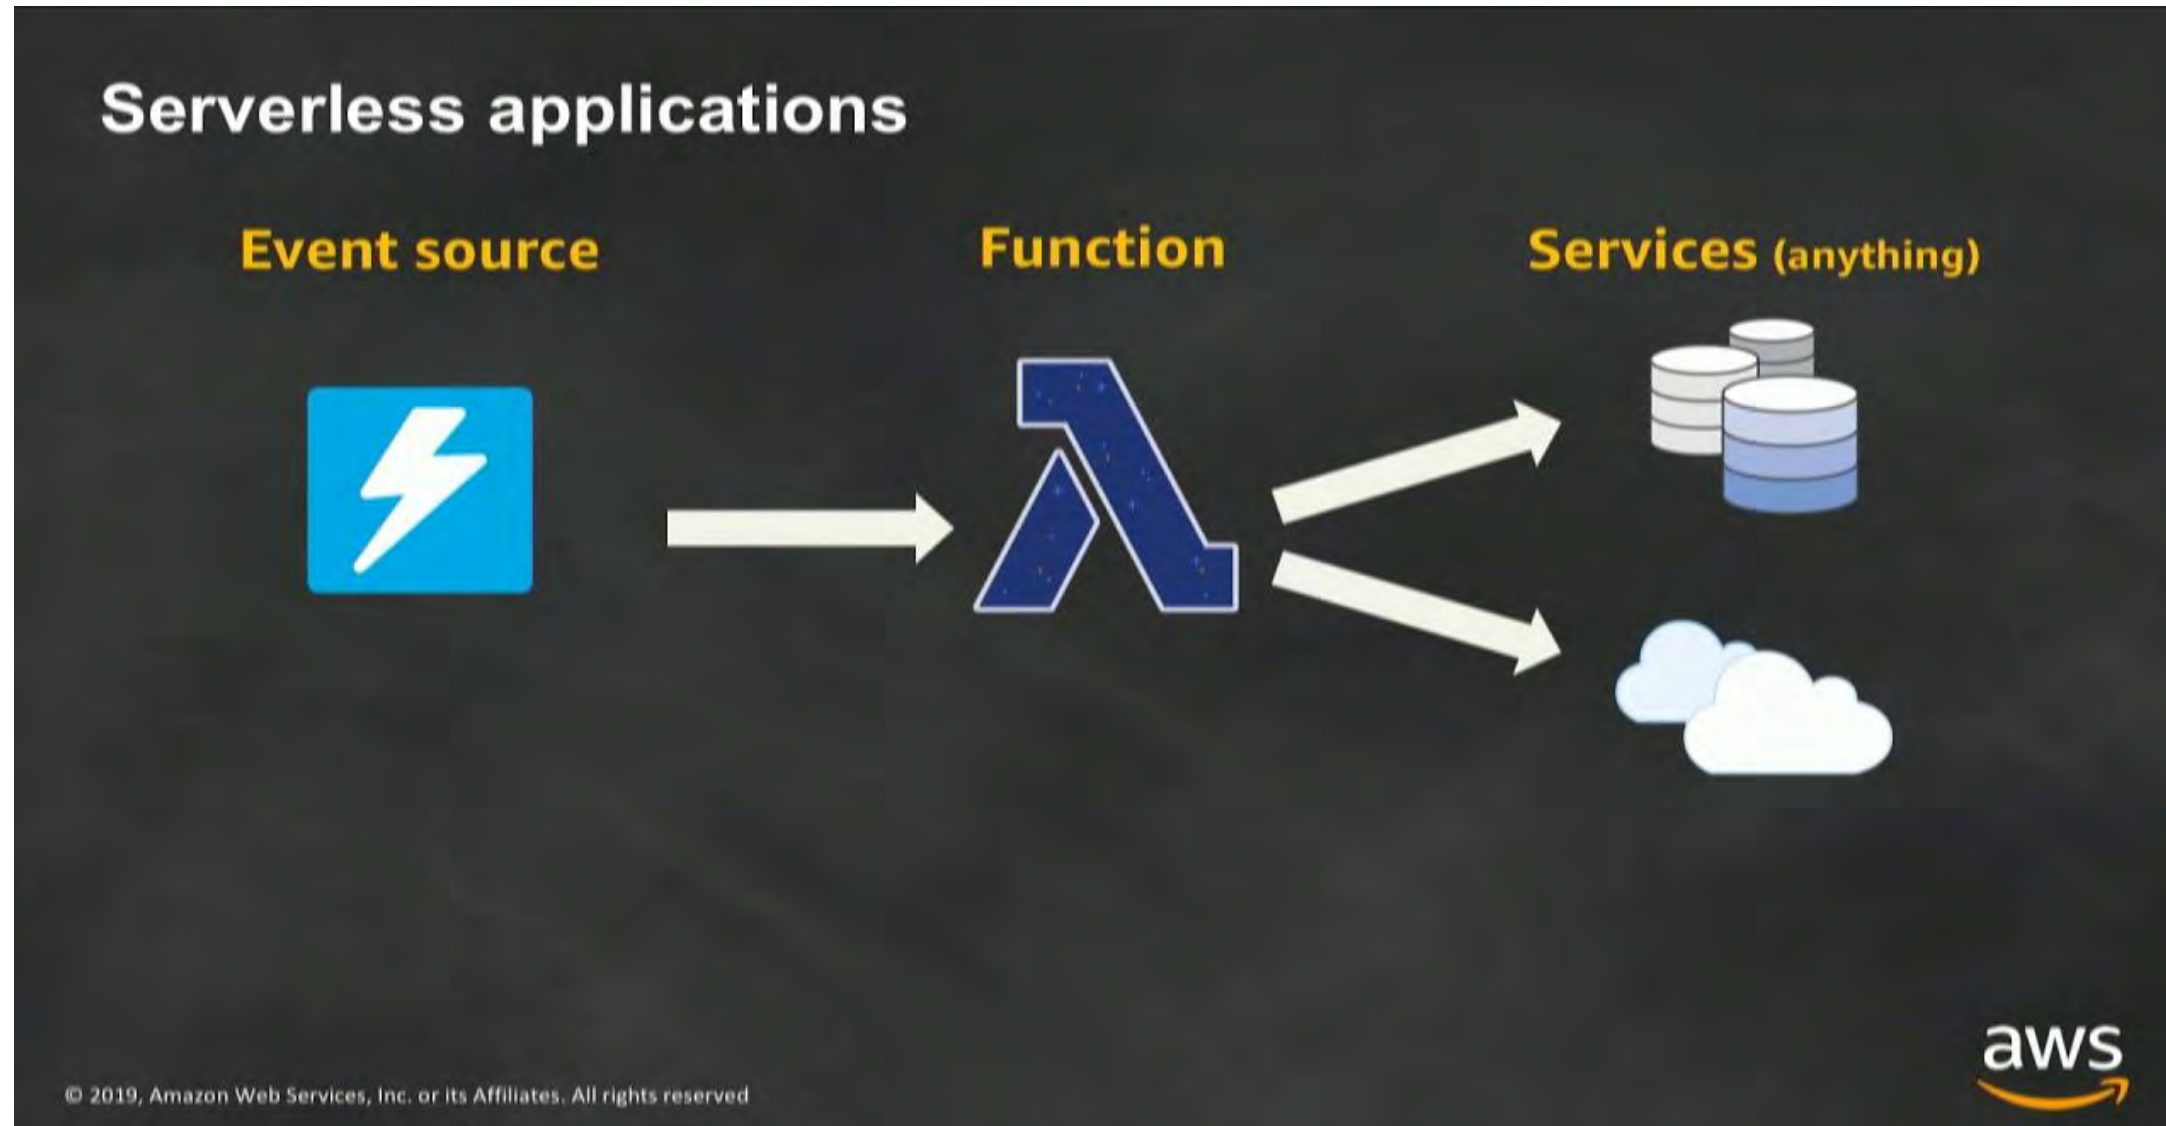 Serverless applications
Event source
Function
Services (anything)
aws
© 2019, Amazon Web Services, Inc. or its Affiliates. All rights reserved